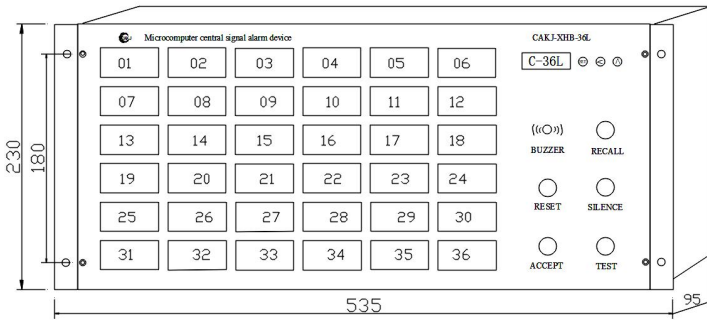 Microcomputer central signal alarm device
CAKJ-XHB-36L
01 02 03 04 05 06
C-36L
07 08 09 10 11 12
13 14 15 16 17 18
BUZZER RECALL
19 20 21 22 23 24
RESET SILENCE
25 26 27 28 29 30
31 32 33 34 35 36
ACCEPT TEST
230
180
535
95